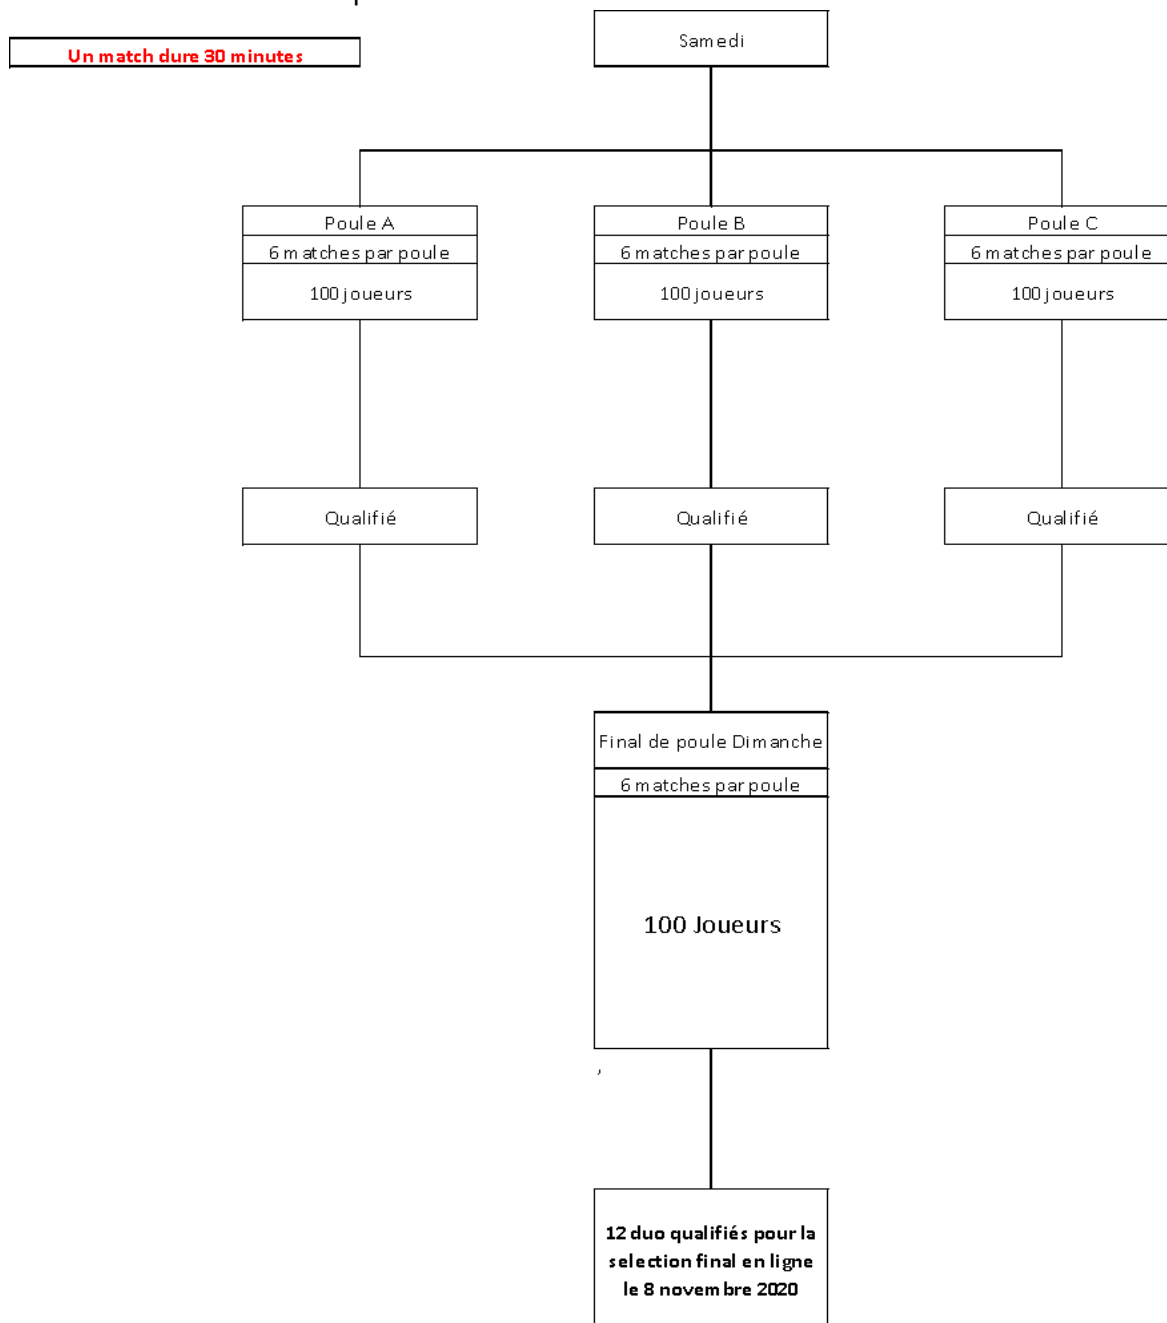 Samedi
Un match dure 30 minutes
Poule A
Poule B
Poule C
6 matches par poule
6 matches par poule
6 matches par poule
100 joueurs
100 joueurs
100 joueurs
Qualifié
Qualifié
Qualifié
Final de poule Dimanche
6 matches par poule
100 Joueurs
,
12 duo qualifiés pour la
selection final en ligne
le 8 novembre 2020